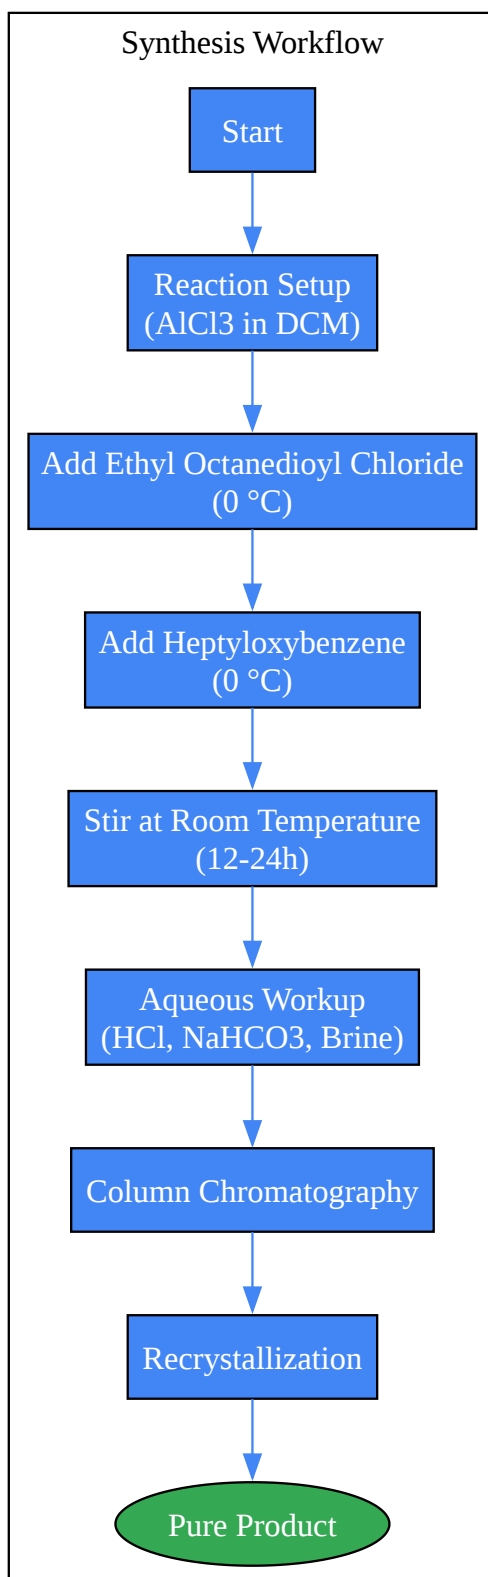 Synthesis Workflow
Start
Reaction Setup
(AlCl3 in DCM)
Add Ethyl Octanedioyl Chloride
(0 °C)
Add Heptyloxybenzene
(0 °C)
Stir at Room Temperature
(12-24h)
Aqueous Workup
(HCl, NaHCO3, Brine)
Column Chromatography
Recrystallization
Pure Product